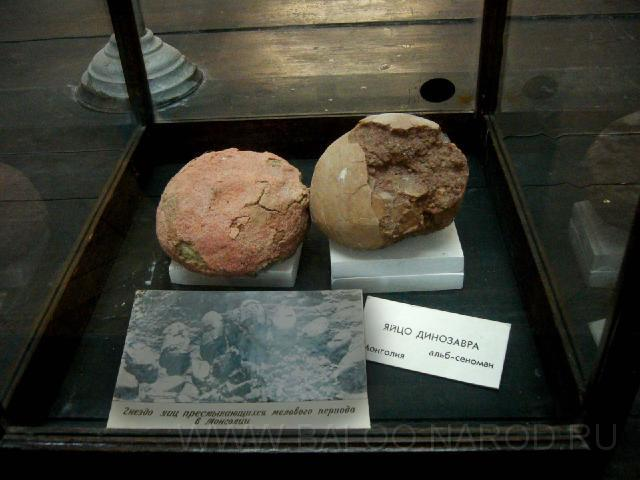 ЯЙЦО ДИНОЗАВРА
Монголия альб-сеноман
Гнездо яиц пресмыкающихся мелового периода
в Монголии
WWW.BALOO.NAROD.RU